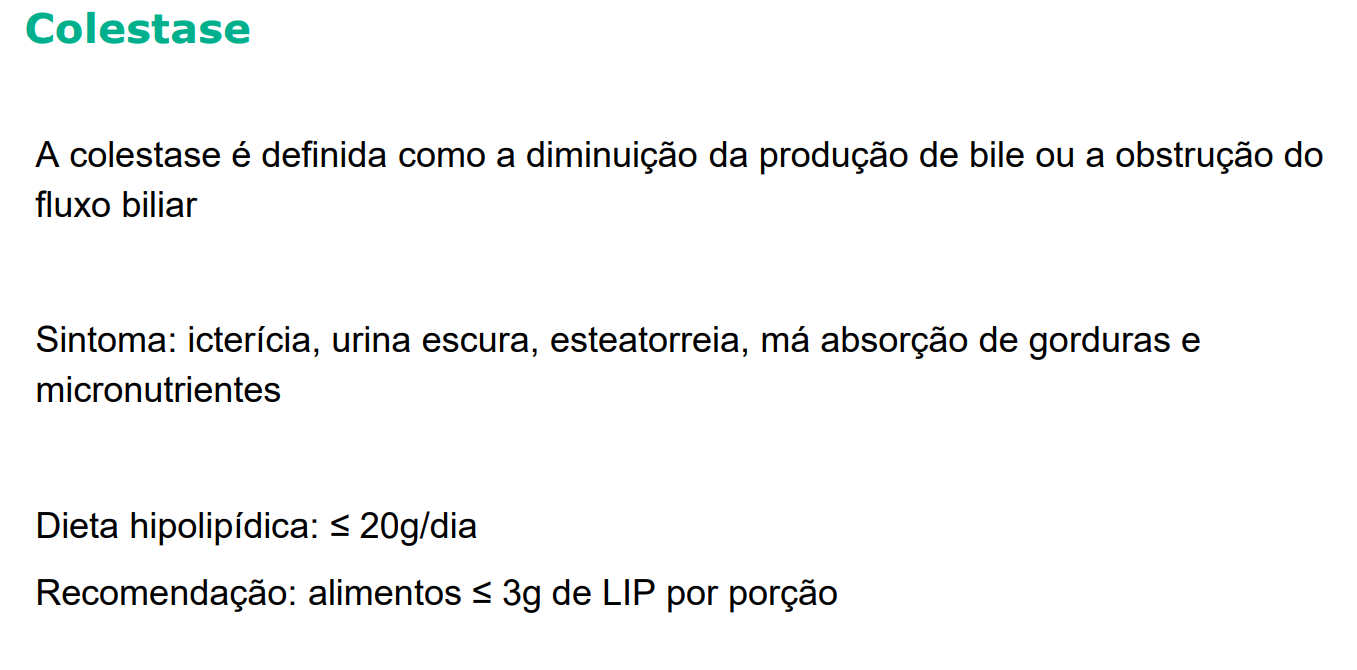 Colestase
A colestase é definida como a diminuição da produção de bile ou a obstrução do
fluxo biliar
Sintoma: icterícia, urina escura, esteatorreia, má absorção de gorduras e
micronutrientes
Dieta hipolipídica: ≤ 20g/dia
Recomendação: alimentos ≤ 3g de LIP por porção